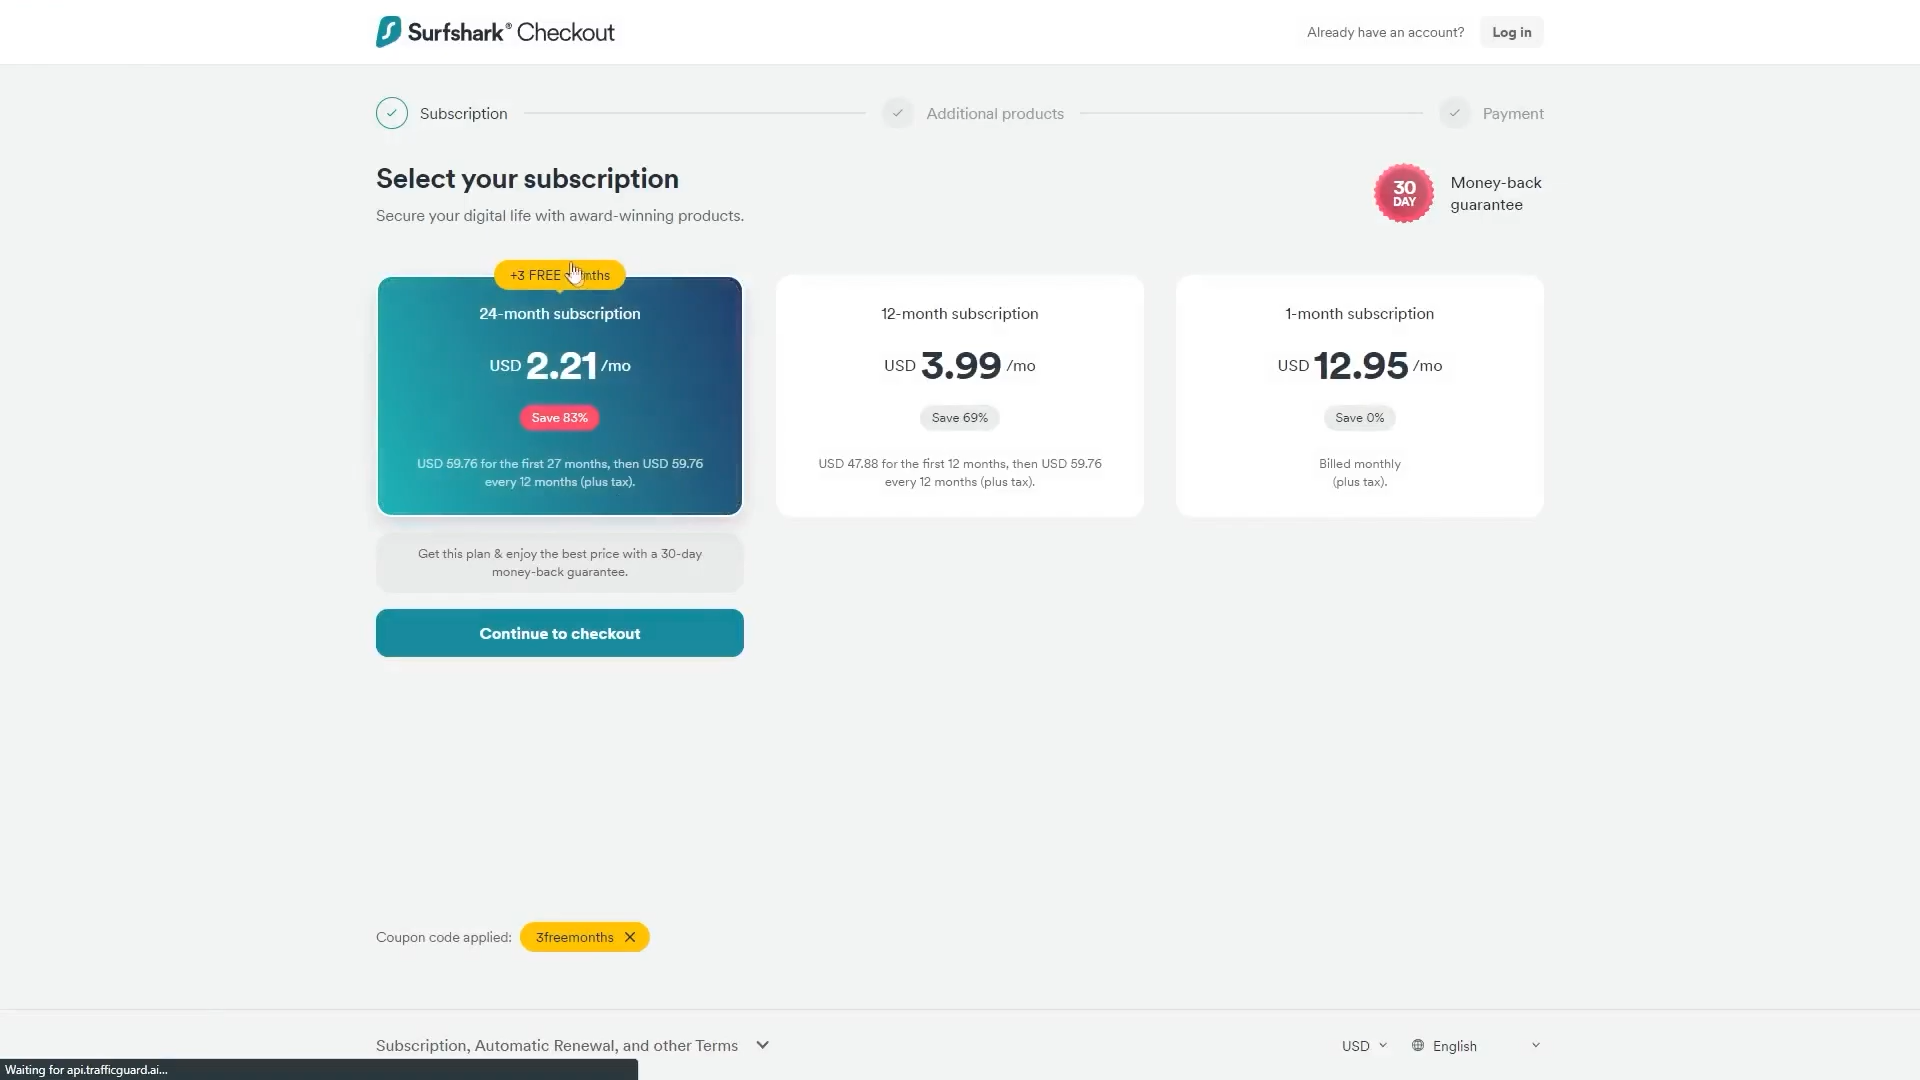 Surfshark® Checkout
Already have an account?
Log in
Subscription
Additional products
Payment
Select your subscription
Secure your digital life with award-winning products.
30
DAY
Money-back
guarantee
+3 FREE
24-month subscription
USD 2.21 /mo
Save 83%
USD 59.76 for the first 27 months, then USD 59.76
every 12 months (plus tax).
12-month subscription
USD 3.99 /mo
Save 69%
USD 47.88 for the first 12 months, then USD 59.76
every 12 months (plus tax).
1-month subscription
USD 12.95 /mo
Save 0%
Billed monthly
(plus tax).
Get this plan & enjoy the best price with a 30-day
money-back guarantee.
Continue to checkout
Coupon code applied:
3freemonths
Subscription, Automatic Renewal, and other Terms
USD
English
Waiting for api.trafficguard.ai...